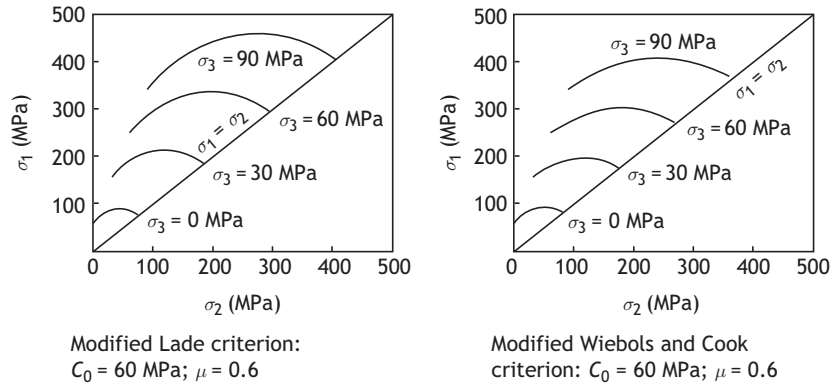 500
400
300
200
100
σ1 (MPa)
σ3 = 90 MPa
σ1 = σ2
σ3 = 60 MPa
σ3 = 30 MPa
σ3 = 0 MPa
0 100 200 300 400 500
σ2 (MPa)
Modified Lade criterion:
C0 = 60 MPa; μ = 0.6
500
400
300
200
100
σ1 (MPa)
σ3 = 90 MPa
σ1 = σ2
σ3 = 60 MPa
σ3 = 30 MPa
σ3 = 0 MPa
0 100 200 300 400 500
σ2 (MPa)
Modified Wiebols and Cook
criterion: C0 = 60 MPa; μ = 0.6